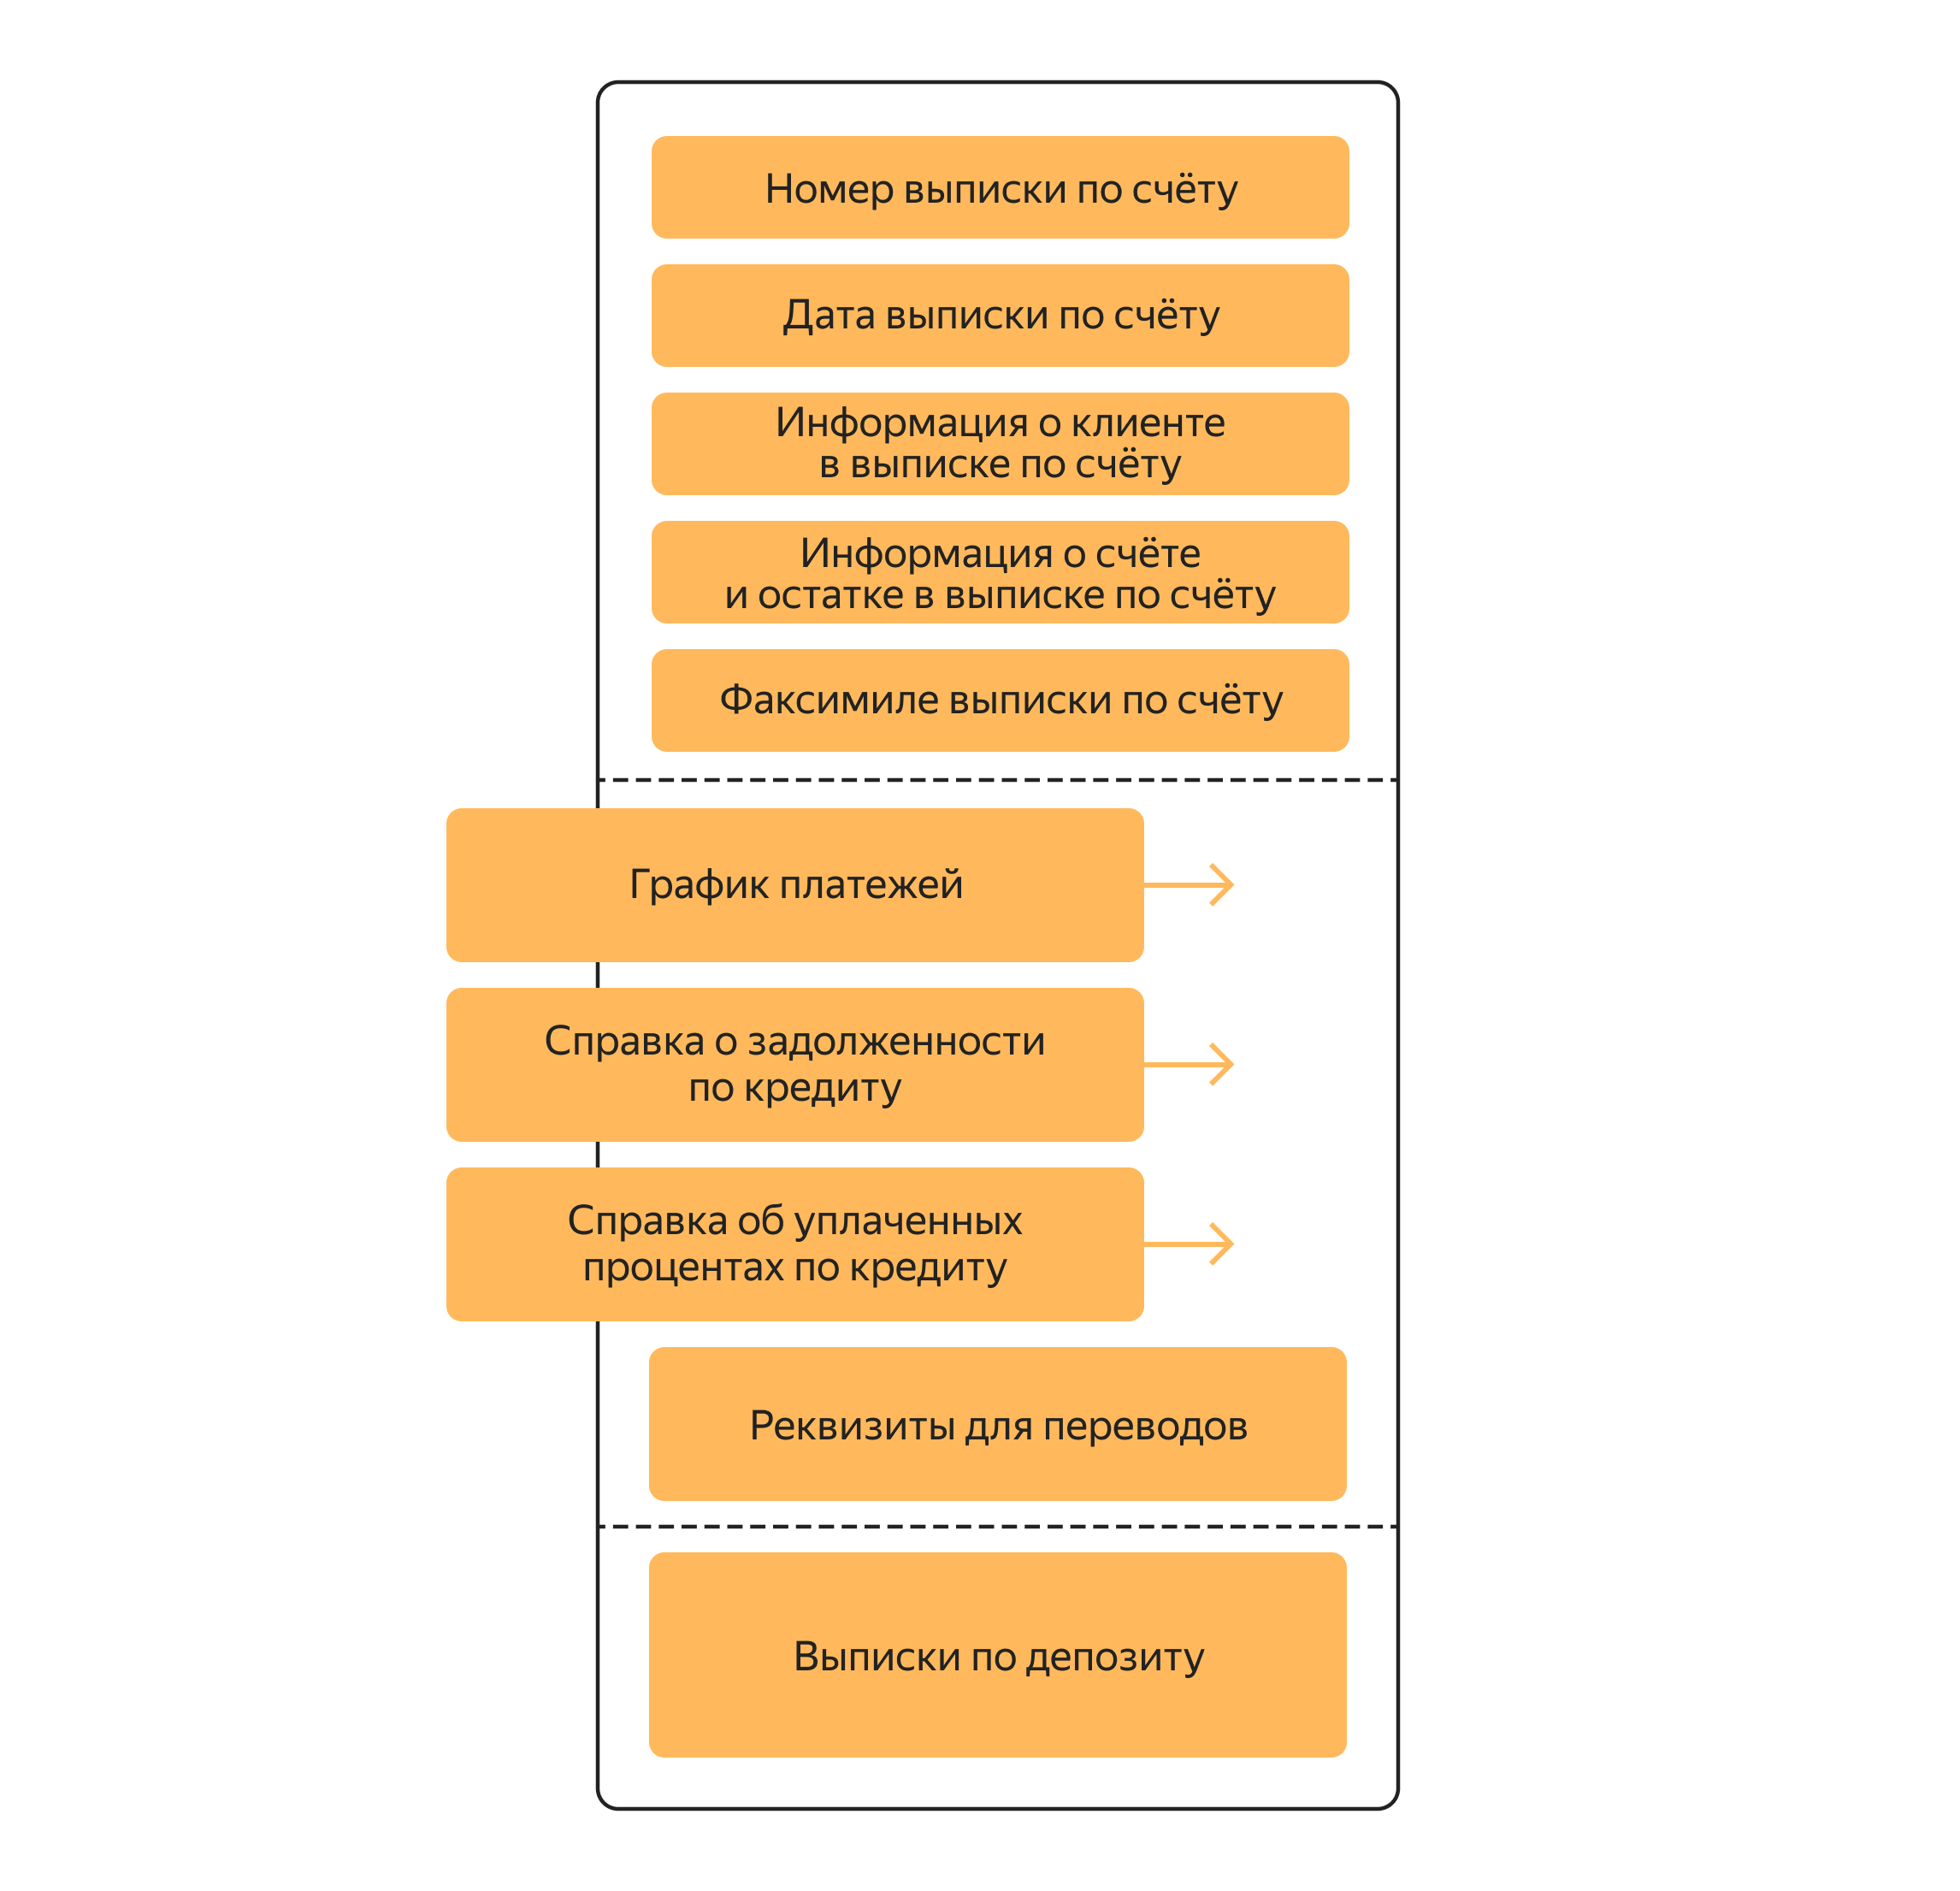 Номер выписки по счёту
Дата выписки по счёту
Информация о клиенте
в выписке по счёту
Информация о счёте
и остатке в выписке по счёту
Факсимиле выписки по счёту
График платежей
Справка о задолженности
по кредиту
Справка об уплаченных
процентах по кредиту
Реквизиты для переводов
Выписки по депозиту